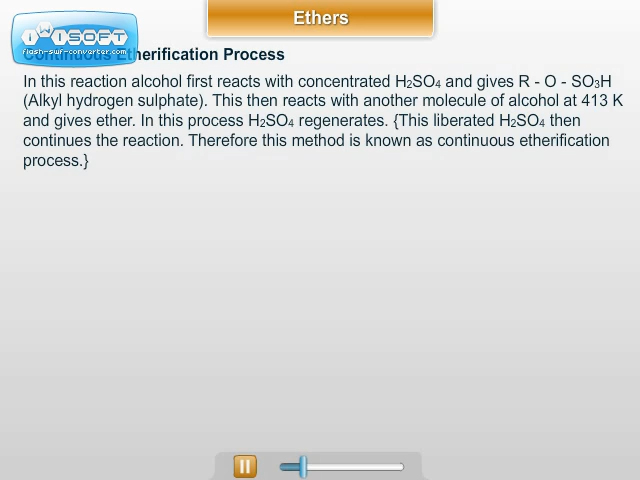 Ethers
iWiSOFT
flash-swf-converter.com
Continuous Etherification Process
In this reaction alcohol first reacts with concentrated H₂SO₄ and gives R - O - SO₃H
(Alkyl hydrogen sulphate). This then reacts with another molecule of alcohol at 413 K
and gives ether. In this process H₂SO₄ regenerates. {This liberated H₂SO₄ then
continues the reaction. Therefore this method is known as continuous etherification
process.}